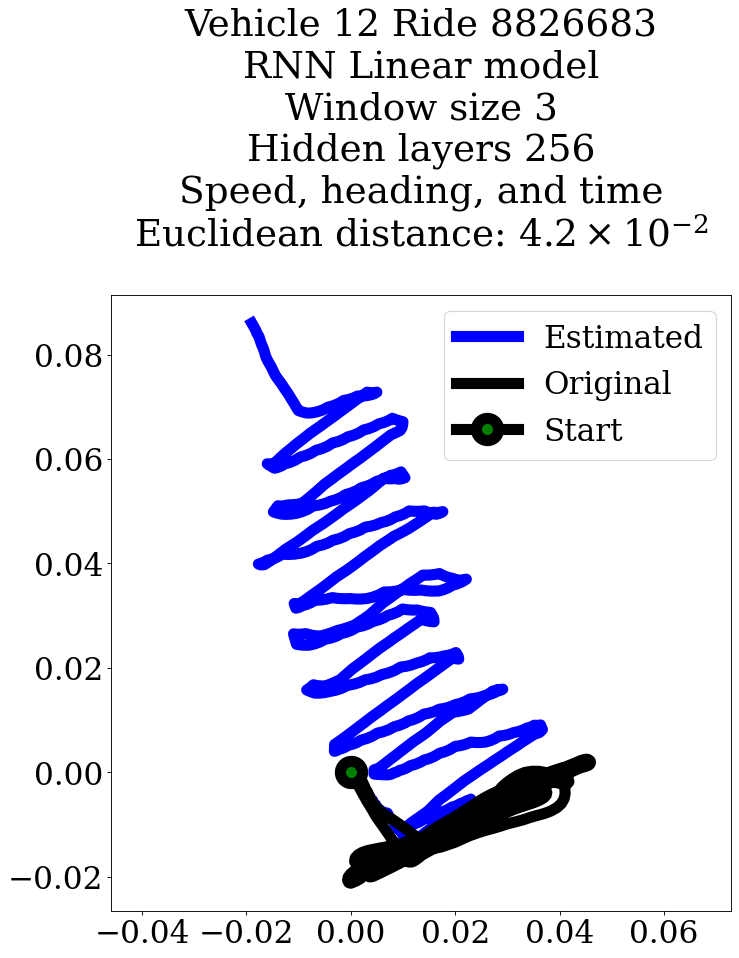 Vehicle 12 Ride 8826683
RNN Linear model
Window size 3
Hidden layers 256
Speed, heading, and time
Euclidean distance: 4.2 × 10⁻²
Estimated
Original
Start
0.08
0.06
0.04
0.02
0.00
−0.02
−0.04 −0.02 0.00 0.02 0.04 0.06